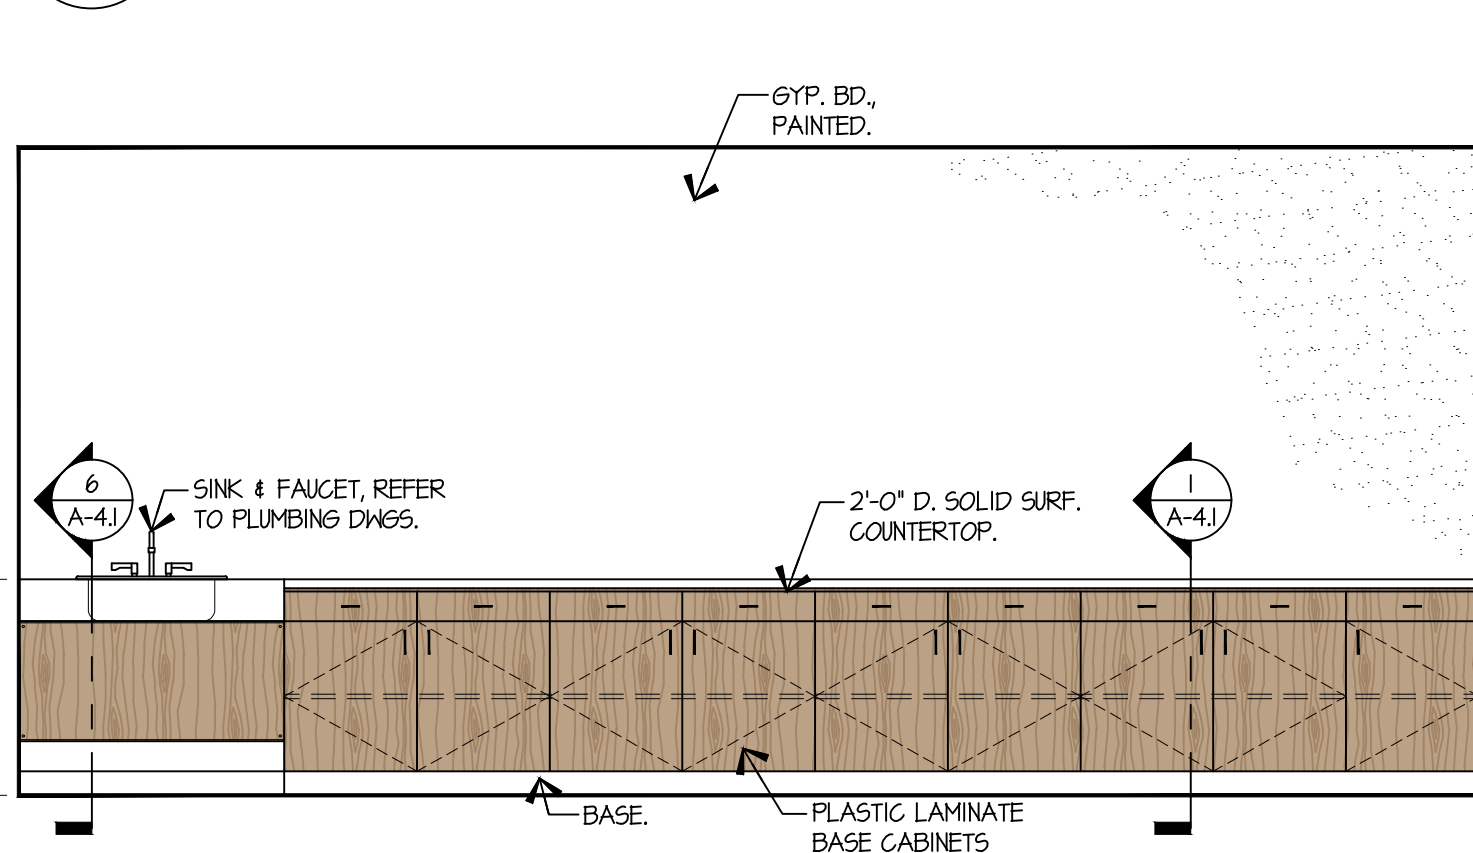 GYP. BD.,
PAINTED.
6
A-4.1
SINK & FAUCET, REFER
TO PLUMBING DWGS.
2'-0" D. SOLID SURF.
COUNTERTOP.
1
A-4.1
BASE.
PLASTIC LAMINATE
BASE CABINETS